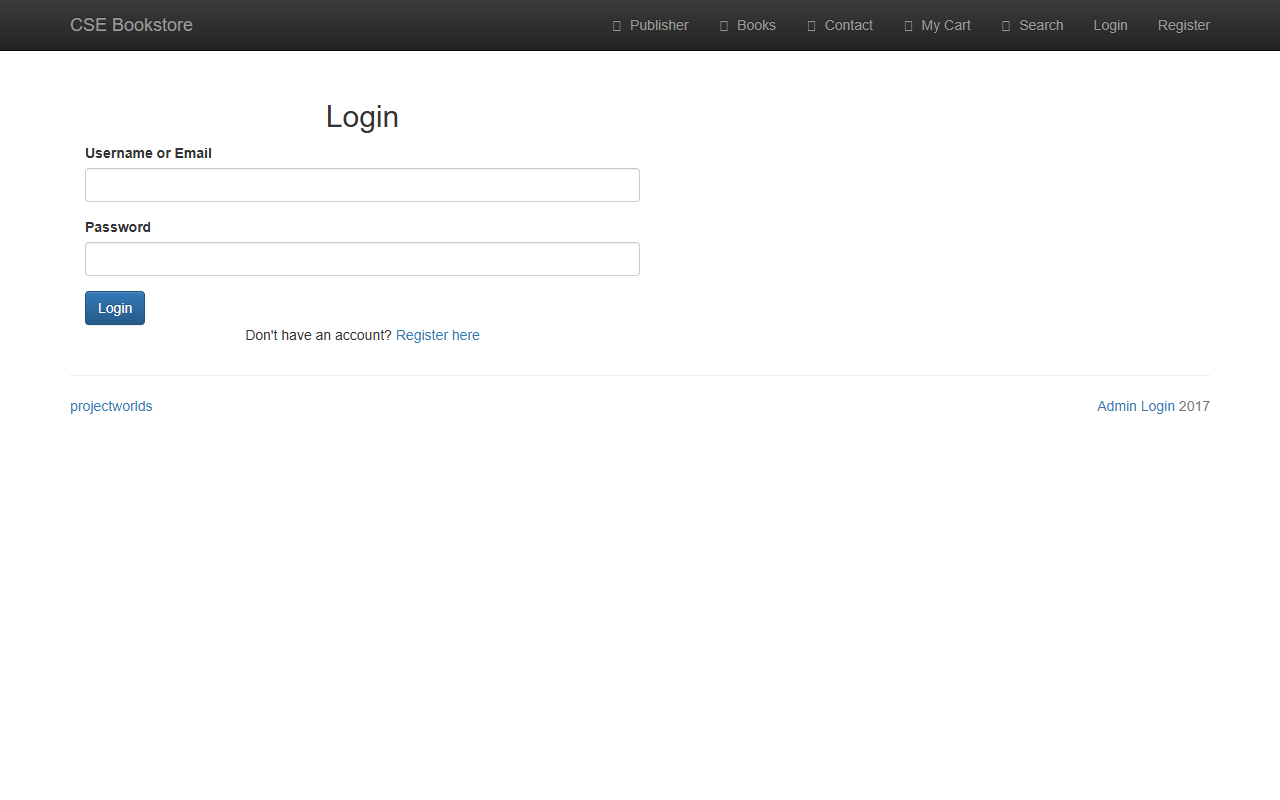 CSE Bookstore Publisher Books Contact My Cart Search Login Register
Login
Username or Email
Password
Login
Don't have an account? Register here
projectworlds Admin Login 2017